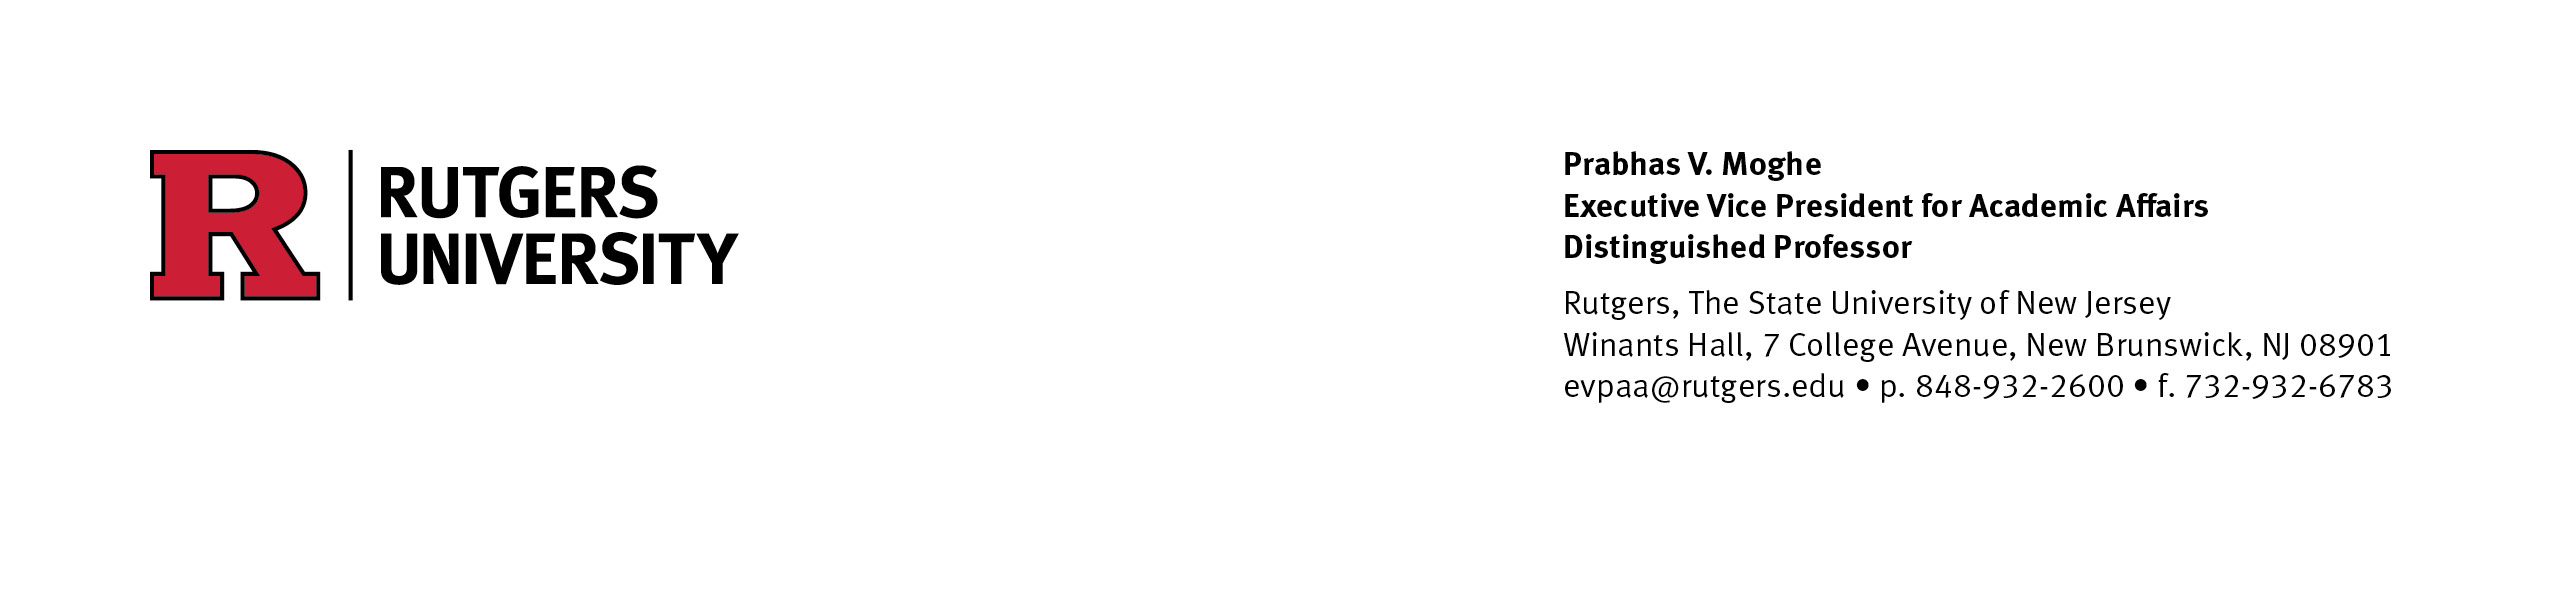 R
RUTGERS
UNIVERSITY
Prabhas V. Moghe
Executive Vice President for Academic Affairs
Distinguished Professor
Rutgers, The State University of New Jersey
Winants Hall, 7 College Avenue, New Brunswick, NJ 08901
evpaa@rutgers.edu • p. 848-932-2600 • f. 732-932-6783